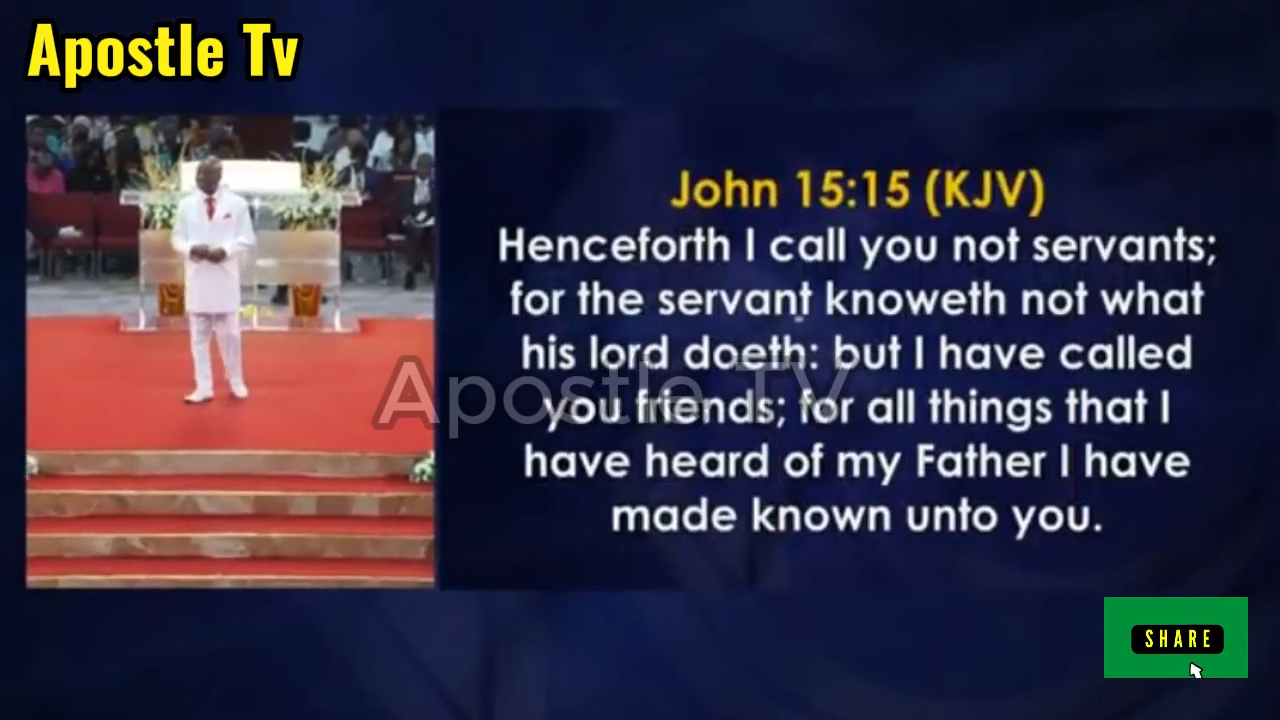 Apostle Tv
John 15:15 (KJV)
Henceforth I call you not servants;
for the servant knoweth not what
his lord doeth: but I have called
you friends; for all things that I
have heard of my Father I have
made known unto you.
Apostle TV
SHARE